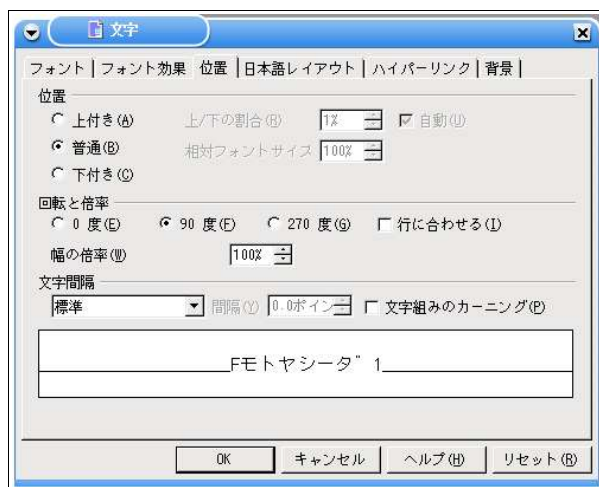 文字
フォント フォント効果 位置 日本語レイアウト ハイパーリンク 背景
位置
上付き(A) 上/下の割合(R) 1% 自動(U)
普通(B) 相対フォントサイズ 100%
下付き(C)
回転と倍率
0 度(E) 90 度(F) 270 度(G) 行に合わせる(I)
幅の倍率(W) 100%
文字間隔
標準 間隔(Y) 0.0ポイン 文字組みのカーニング(P)
Fモトヤシータ゛1
OK キャンセル ヘルプ(H) リセット(R)